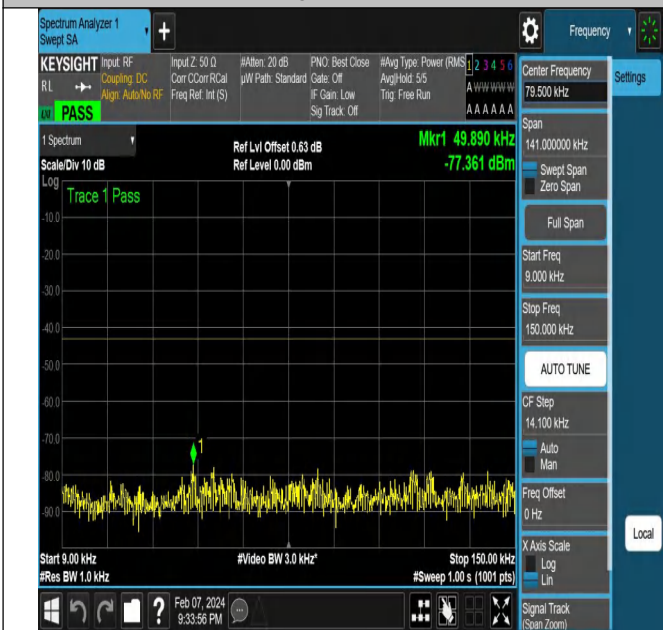 Spectrum Analyzer 1
Swept SA
+
Frequency
KEYSIGHT
RL
LXI
PASS
Input: RF
Coupling: DC
Align: Auto/No RF
Input Z: 50 Ω
Corr CCorr RCal
Freq Ref: Int (S)
#Atten: 20 dB
µW Path: Standard
PNO: Best Close
Gate: Off
IF Gain: Low
Sig Track: Off
#Avg Type: Power (RMS
Avg|Hold: 5/5
Trig: Free Run
1 2 3 4 5 6
A W W W W W
A A A A A A
1 Spectrum
Scale/Div 10 dB
Ref Lvl Offset 0.63 dB
Ref Level 0.00 dBm
Mkr1 49.890 kHz
-77.361 dBm
Log
Trace 1 Pass
-10.0
-20.0
-30.0
-40.0
-50.0
-60.0
-70.0
-80.0
-90.0
1
Start 9.00 kHz
#Res BW 1.0 kHz
#Video BW 3.0 kHz*
Stop 150.00 kHz
#Sweep 1.00 s (1001 pts)
?
Feb 07, 2024
9:33:56 PM
Center Frequency
79.500 kHz
Settings
Span
141.000000 kHz
Swept Span
Zero Span
Full Span
Start Freq
9.000 kHz
Stop Freq
150.000 kHz
AUTO TUNE
CF Step
14.100 kHz
Auto
Man
Freq Offset
0 Hz
Local
X Axis Scale
Log
Lin
Signal Track
(Span Zoom)